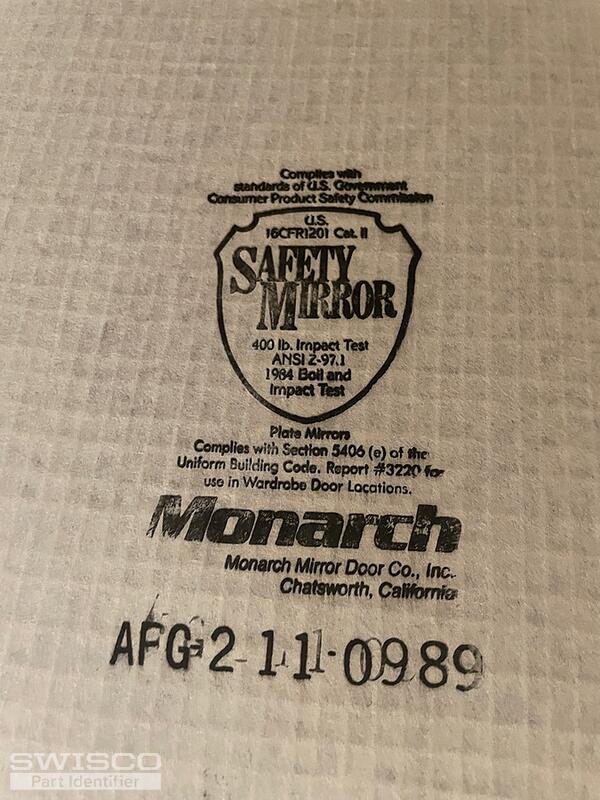 Complies with
standards of U.S. Government
Consumer Product Safety Commission
U.S.
16CFR1201 Cat. II
SAFETY
MIRROR
400 lb. Impact Test
ANSI Z-97.1
1984 Boil and
Impact Test
Plate Mirrors
Complies with Section 5406 (e) of the
Uniform Building Code. Report #3220 for
use in Wardrobe Door Locations.
Monarch
Monarch Mirror Door Co., Inc.
Chatsworth, California
AFG-2 11-0989
SWISCO
Part Identifier